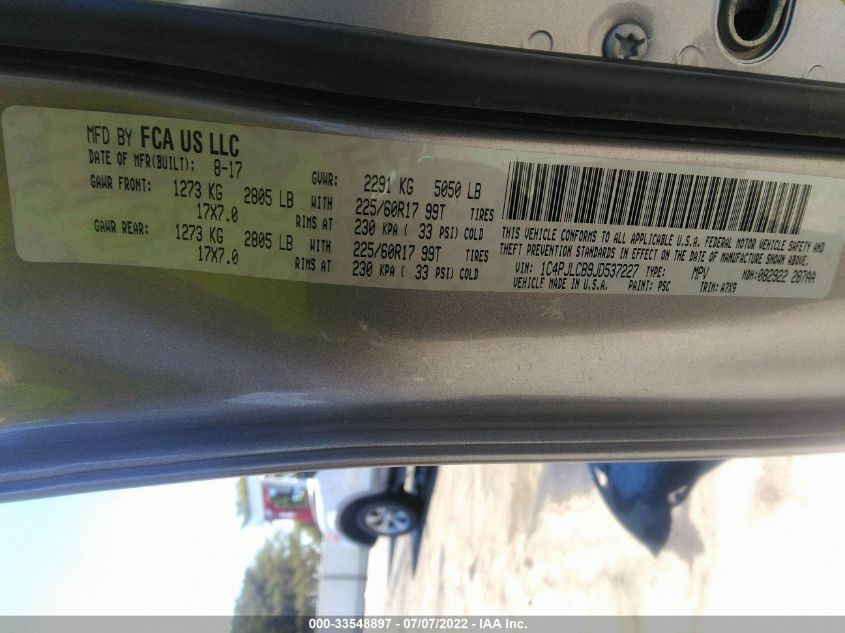 MFD BY FCA US LLC
DATE OF MFR(BUILT): 8-17
GVWR: 2291 KG 5050 LB
GAWR FRONT: 1273 KG 2805 LB WITH 225/60R17 99T TIRES
17X7.0 RIMS AT 230 KPA ( 33 PSI) COLD
GAWR REAR: 1273 KG 2805 LB WITH 225/60R17 99T TIRES
17X7.0 RIMS AT 230 KPA ( 33 PSI) COLD
THIS VEHICLE CONFORMS TO ALL APPLICABLE U.S.A. FEDERAL MOTOR VEHICLE SAFETY AND
THEFT PREVENTION STANDARDS IN EFFECT ON THE DATE OF MANUFACTURE SHOWN ABOVE.
VIN: 1C4PJLCB9JD537227 TYPE: MPV MDH: 082922 287AA
VEHICLE MADE IN U.S.A. PAINT: PSC TRIM: A7X9
000-33548897 - 07/07/2022 - IAA Inc.